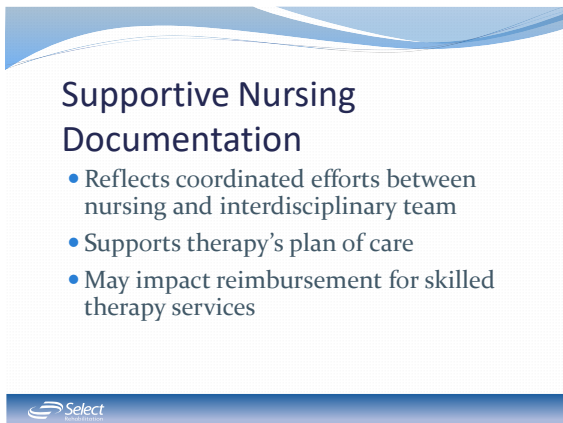 Supportive Nursing
Documentation
• Reflects coordinated efforts between
nursing and interdisciplinary team
• Supports therapy's plan of care
• May impact reimbursement for skilled
therapy services
Select
Rehabilitation